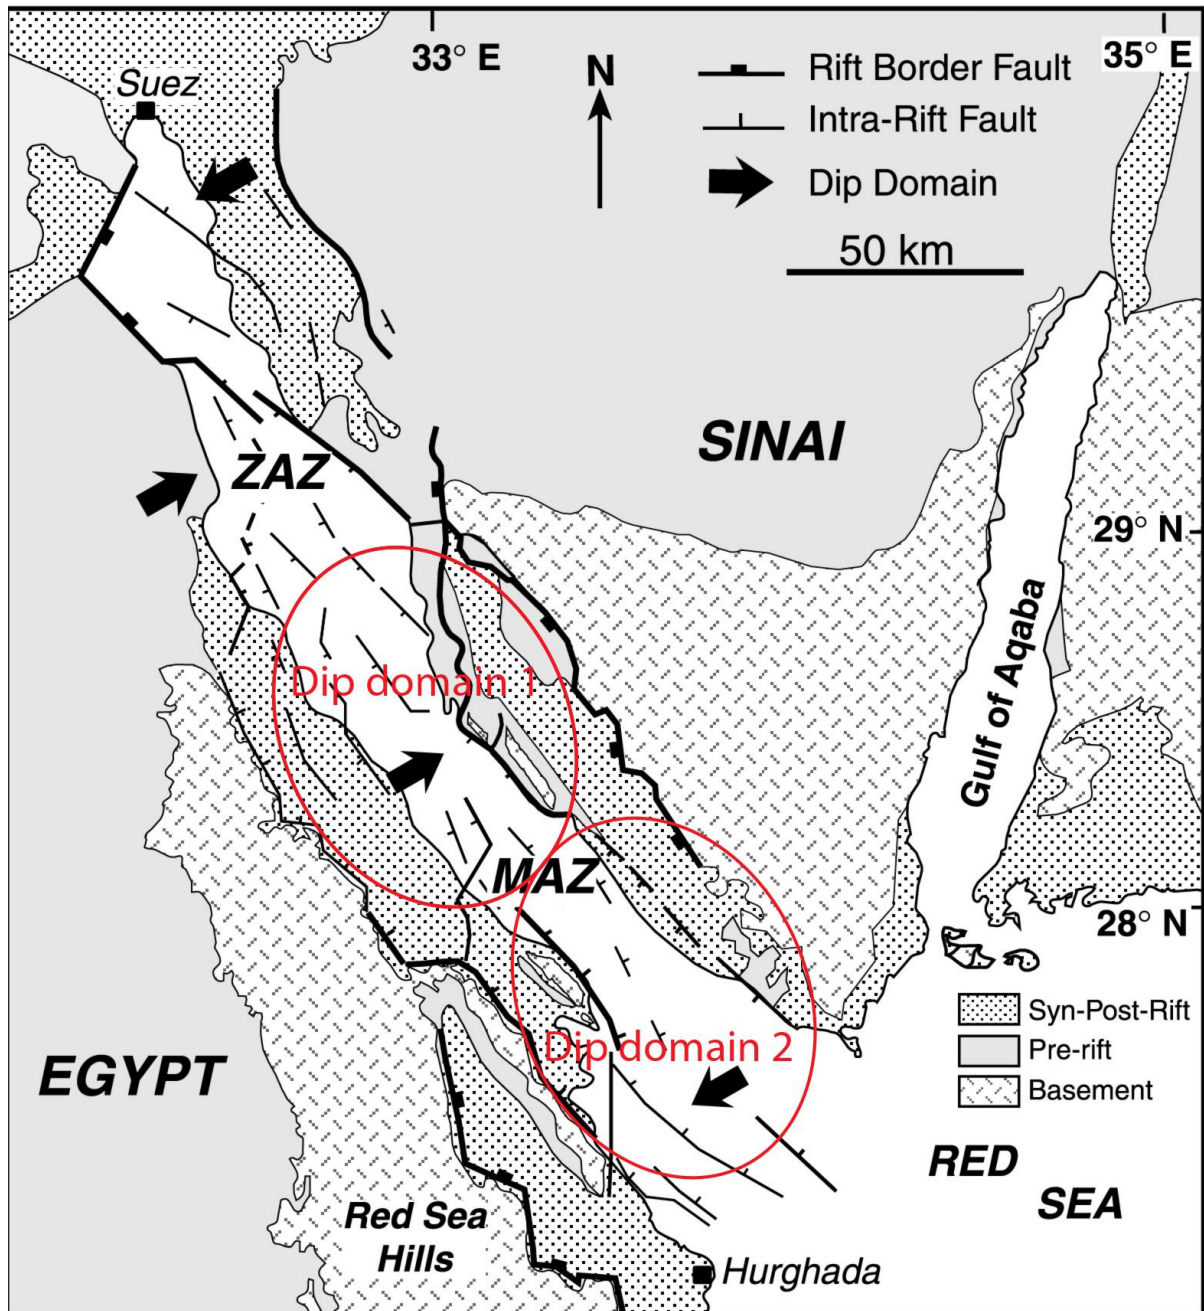 33° E
35° E
N
Rift Border Fault
Intra-Rift Fault
Dip Domain
50 km
Suez
SINAI
ZAZ
29° N
Gulf of Aqaba
Dip domain 1
MAZ
28° N
Syn-Post-Rift
Pre-rift
Basement
Dip domain 2
EGYPT
RED
SEA
Red Sea
Hills
Hurghada